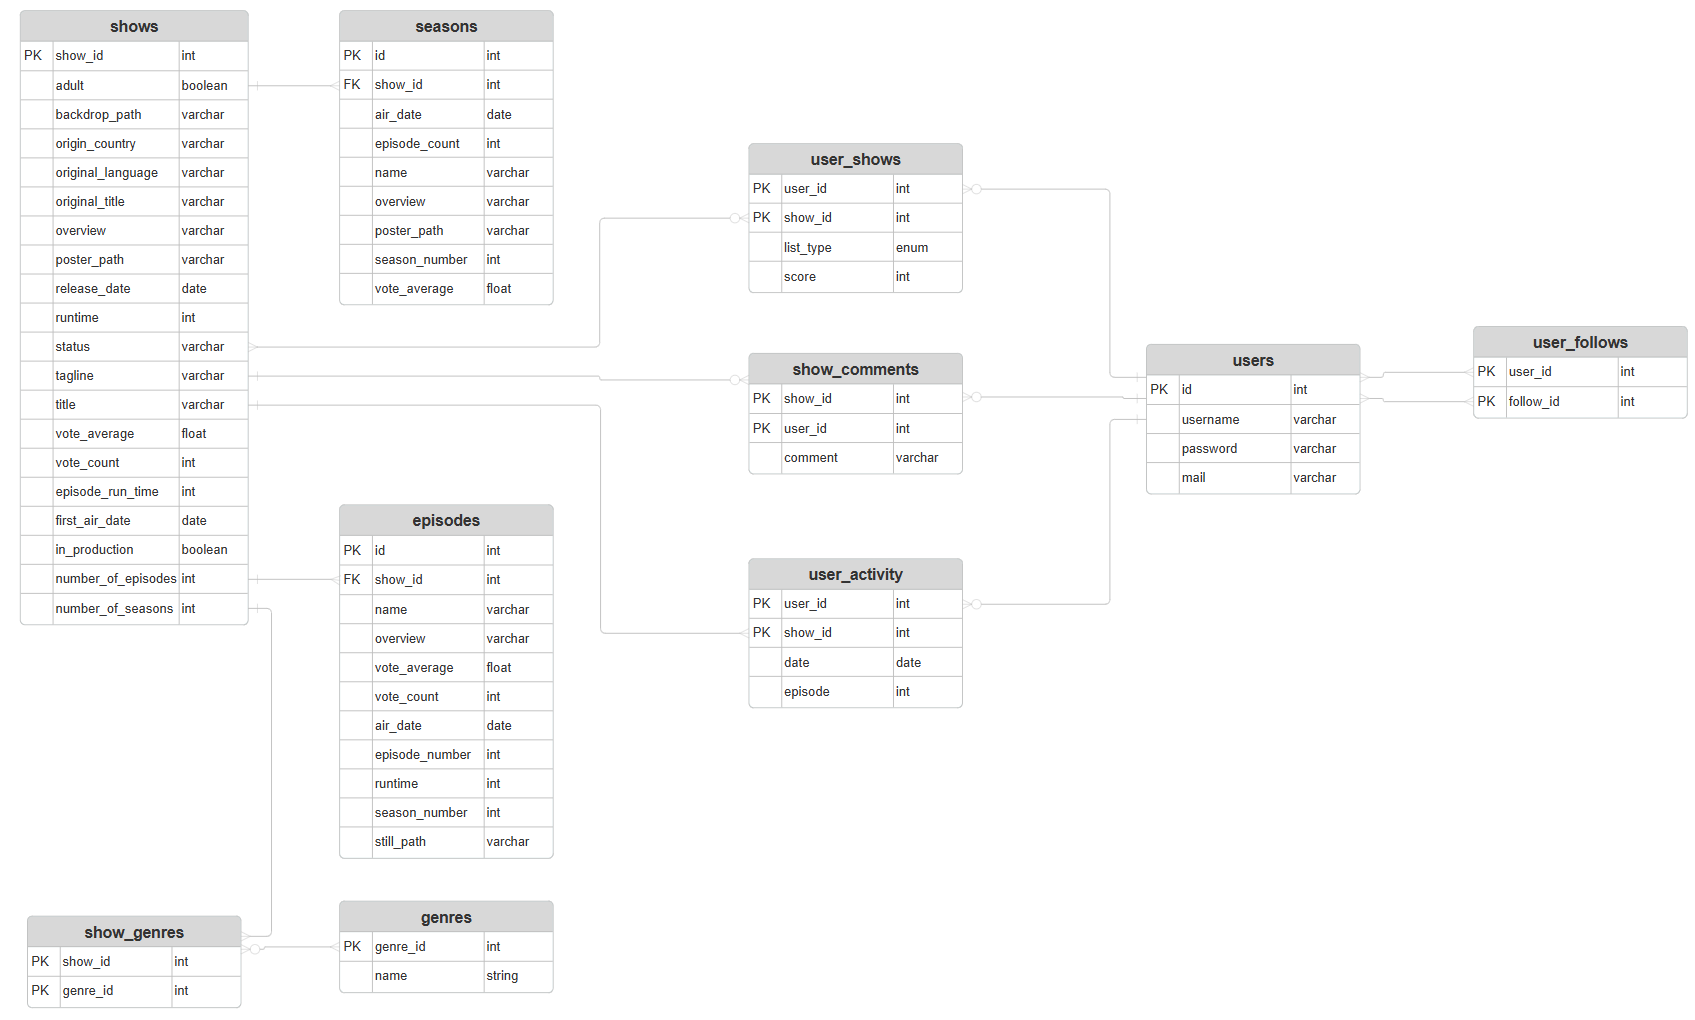 shows
PK show_id int
adult boolean
backdrop_path varchar
origin_country varchar
original_language varchar
original_title varchar
overview varchar
poster_path varchar
release_date date
runtime int
status varchar
tagline varchar
title varchar
vote_average float
vote_count int
episode_run_time int
first_air_date date
in_production boolean
number_of_episodes int
number_of_seasons int
seasons
PK id int
FK show_id int
air_date date
episode_count int
name varchar
overview varchar
poster_path varchar
season_number int
vote_average float
user_shows
PK user_id int
PK show_id int
list_type enum
score int
show_comments
PK show_id int
PK user_id int
comment varchar
users
PK id int
username varchar
password varchar
mail varchar
user_follows
PK user_id int
PK follow_id int
episodes
PK id int
FK show_id int
name varchar
overview varchar
vote_average float
vote_count int
air_date date
episode_number int
runtime int
season_number int
still_path varchar
user_activity
PK user_id int
PK show_id int
date date
episode int
show_genres
PK show_id int
PK genre_id int
genres
PK genre_id int
name string